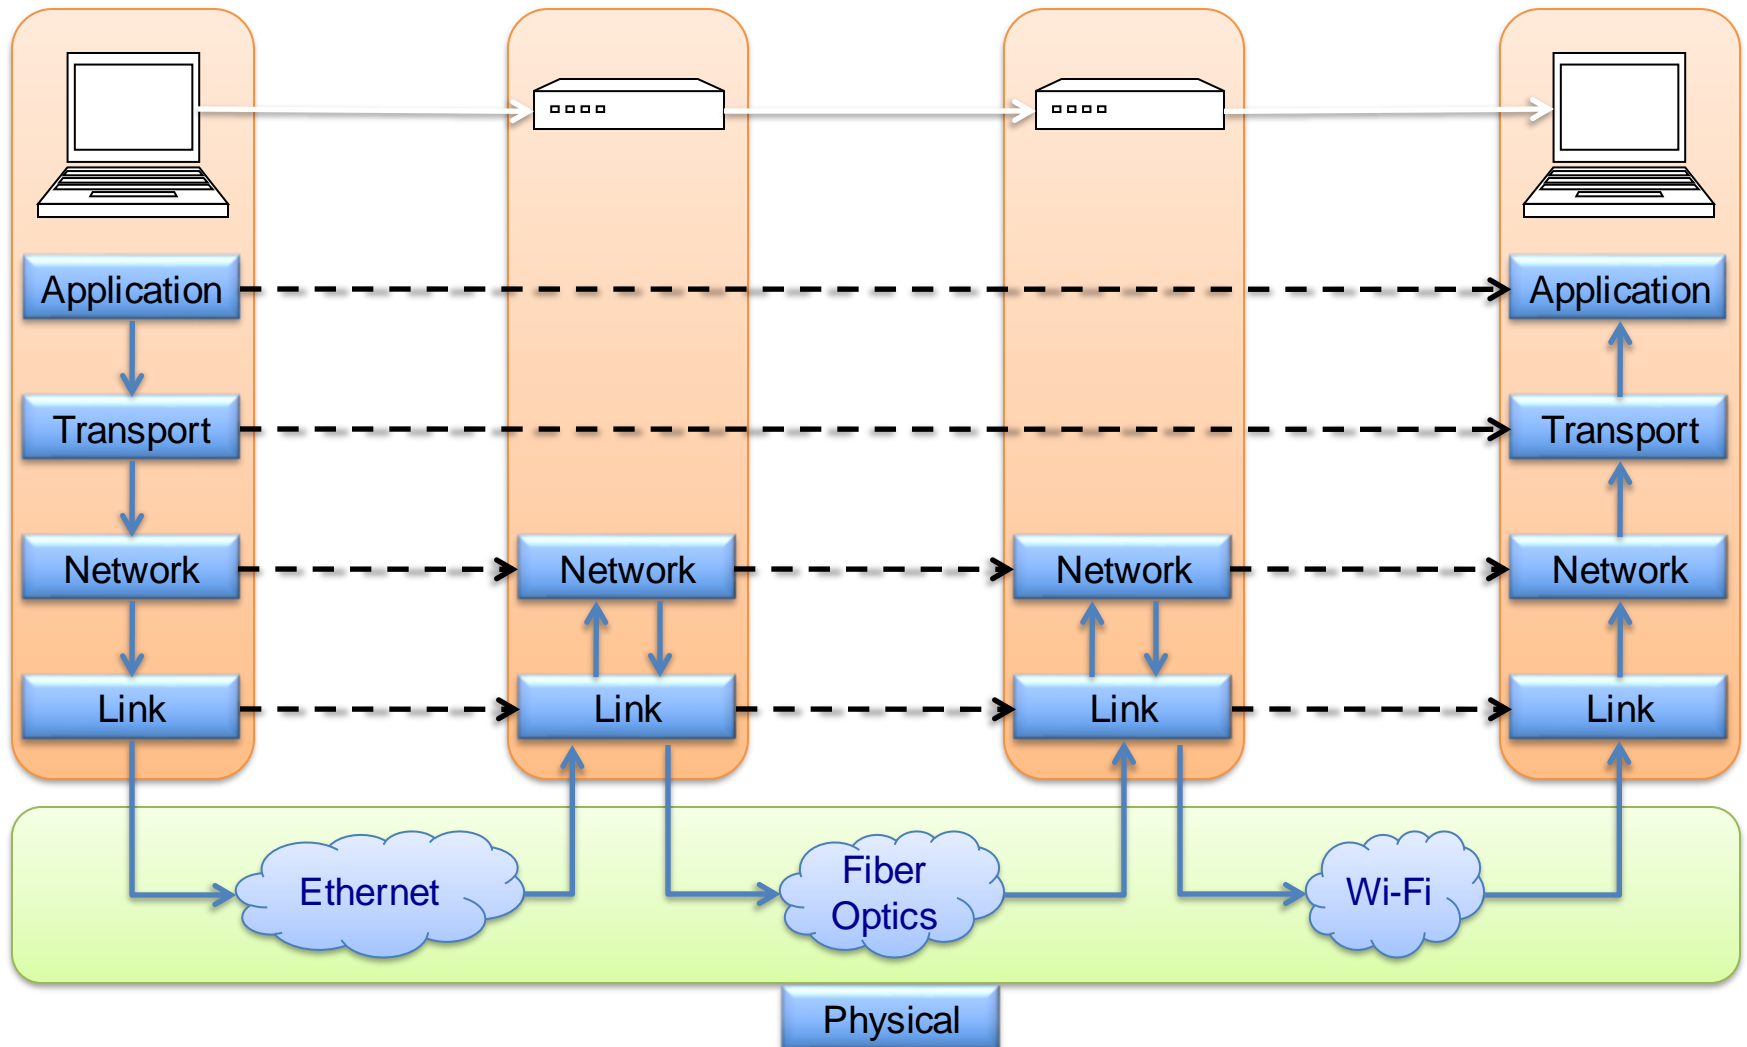 Application
Application
Transport
Transport
Network
Network
Network
Network
Link
Link
Link
Link
Ethernet
Fiber
Optics
Wi-Fi
Physical